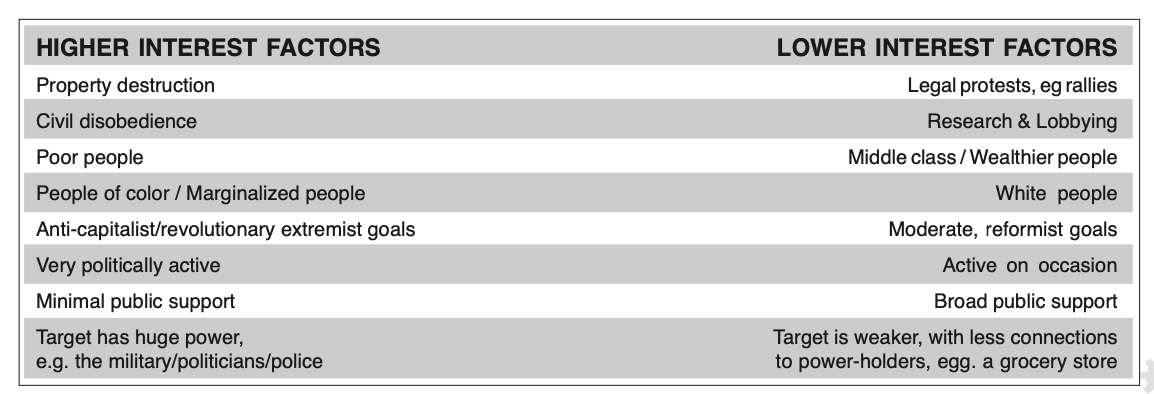 HIGHER INTEREST FACTORS LOWER INTEREST FACTORS
Property destruction Legal protests, eg rallies
Civil disobedience Research & Lobbying
Poor people Middle class / Wealthier people
People of color / Marginalized people White people
Anti-capitalist/revolutionary extremist goals Moderate, reformist goals
Very politically active Active on occasion
Minimal public support Broad public support
Target has huge power, Target is weaker, with less connections
e.g. the military/politicians/police to power-holders, egg. a grocery store